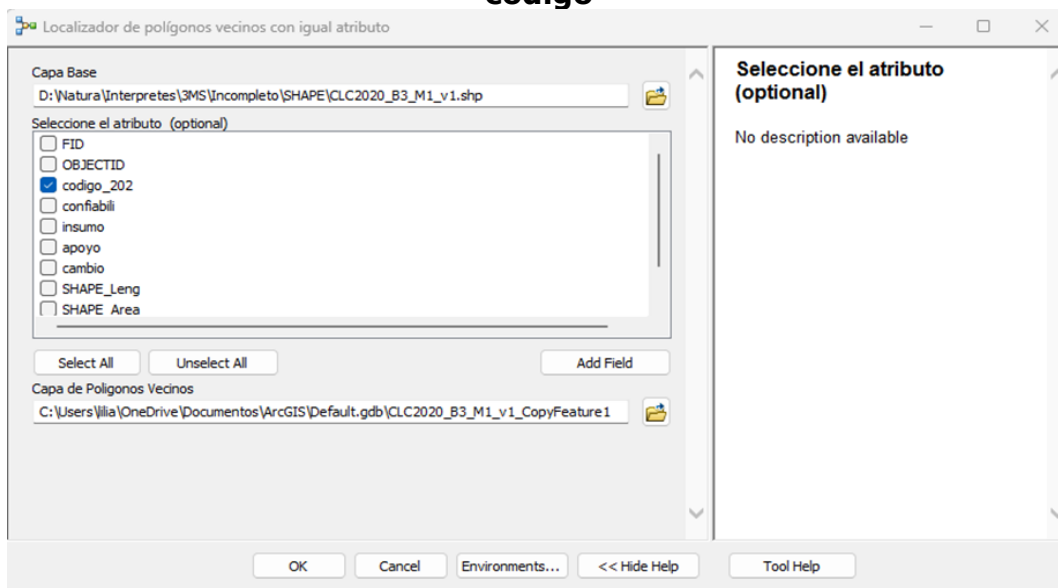 codigo
Localizador de polígonos vecinos con igual atributo
Capa Base
D:\Natura\Interpretes\3MS\Incompleto\SHAPE\CLC2020_B3_M1_v1.shp
Seleccione el atributo (optional)
FID
OBJECTID
codigo_202
confiabili
insumo
apoyo
cambio
SHAPE_Leng
SHAPE_Area
Select All
Unselect All
Add Field
Capa de Poligonos Vecinos
C:\Users\lilia\OneDrive\Documentos\ArcGIS\Default.gdb\CLC2020_B3_M1_v1_CopyFeature1
OK
Cancel
Environments...
<< Hide Help
Seleccione el atributo
(optional)
No description available
Tool Help